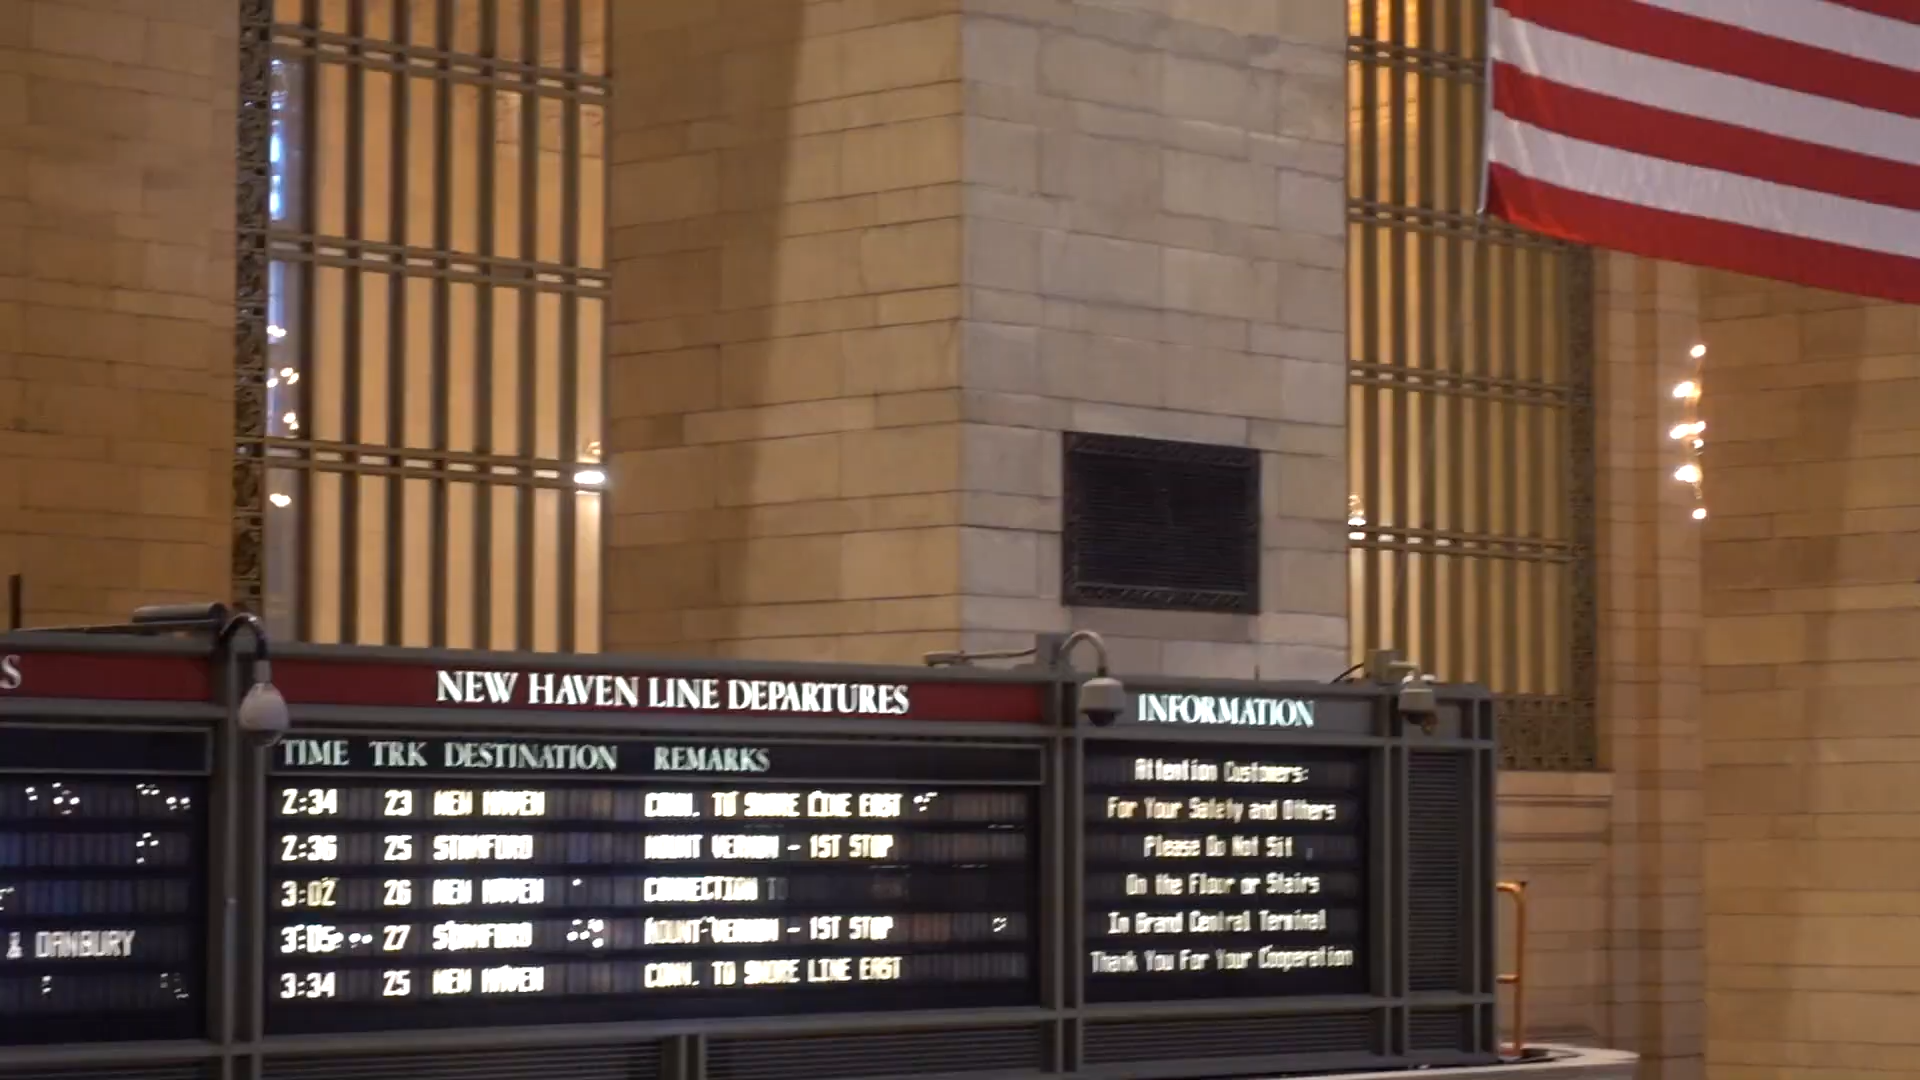 S
NEW HAVEN LINE DEPARTURES
TIME TRK DESTINATION REMARKS
2:34 23 NEW HAVEN CONN. TO SHORE LINE EAST
2:36 25 STAMFORD MOUNT VERNON - 1ST STOP
3:02 26 NEW HAVEN CONNECTION TO
3:05 27 STAMFORD MOUNT VERNON - 1ST STOP
3:34 25 NEW HAVEN CONN. TO SHORE LINE EAST
& DANBURY
INFORMATION
Attention Customers:
For Your Safety and Others
Please Do Not Sit
On the Floor or Stairs
In Grand Central Terminal
Thank You For Your Cooperation